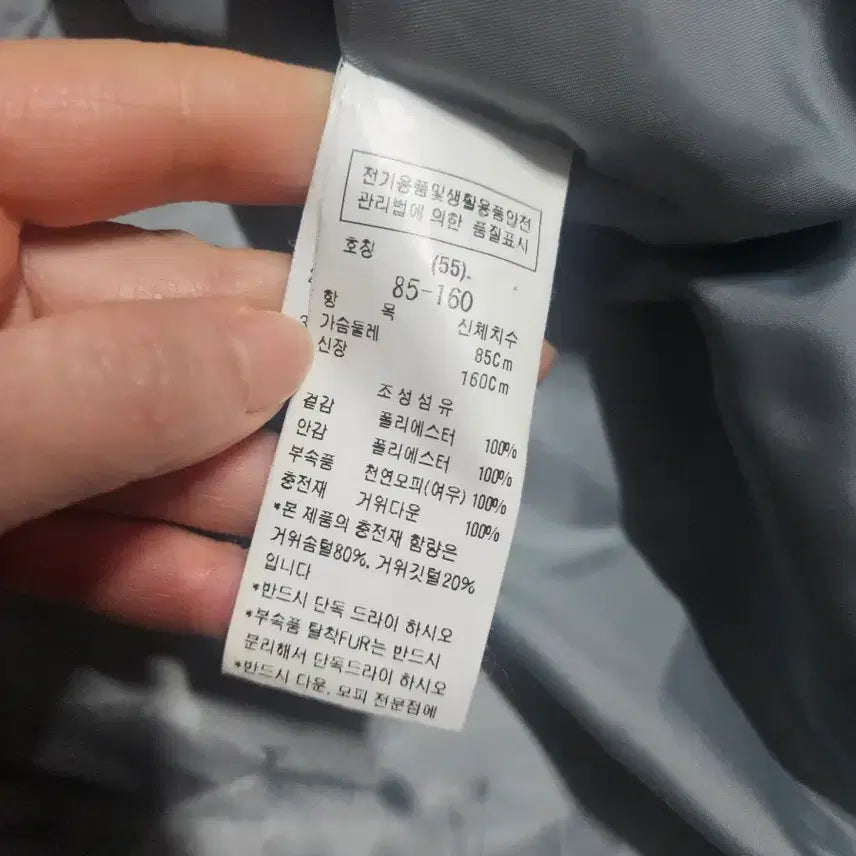 전기용품및생활용품안전
관리법에 의한 품질표시
호칭 (55).
85-160
항 목 신체치수
가슴둘레 85Cm
신장 160Cm
조성섬유
겉감 폴리에스터 100%
안감 폴리에스터 100%
부속품 천연모피(여우) 100%
충전재 거위다운 100%
*본 제품의 충전재 함량은
거위솜털80%, 거위깃털20%
입니다
*반드시 단독 드라이 하시오
*부속품 탈착FUR는 반드시
분리해서 단독드라이 하시오
*반드시 다운, 모피 전문점에